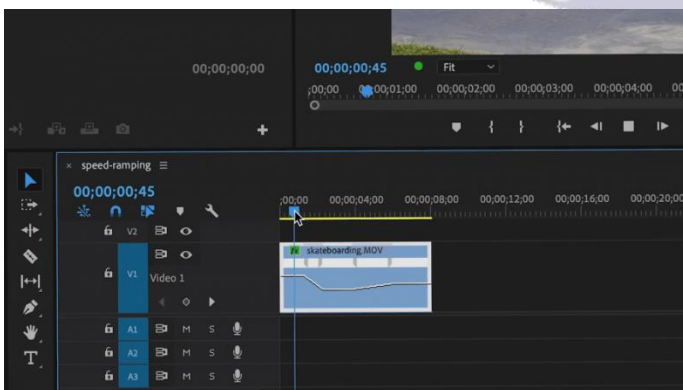 00;00;00;00
00;00;00;45
Fit
;00;00 00;00;01;00 00;00;02;00 00;00;03;00 00;00;04;00 00
× speed-ramping
00;00;00;45
;00;00 00;00;04;00 00;00;08;00 00;00;12;00 00;00;16;00 00;00;20;00
V2
fx skateboarding.MOV
V1 Video 1
A1 M S
A2 M S
A3 M S
T